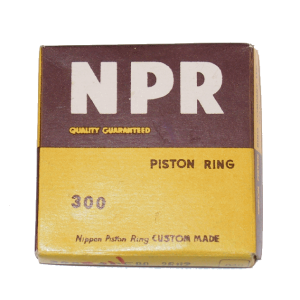 NPR
QUALITY GUARANTEED
PISTON RING
300
Nippon Piston Ring CUSTOM MADE